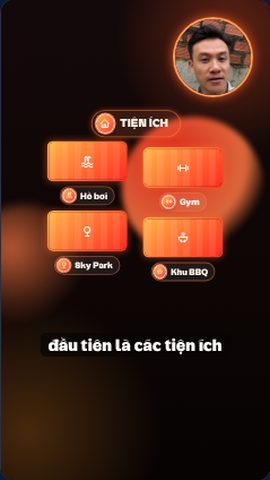 TIỆN ÍCH
Hồ bơi
Gym
Sky Park
Khu BBQ
đầu tiên là các tiện ích